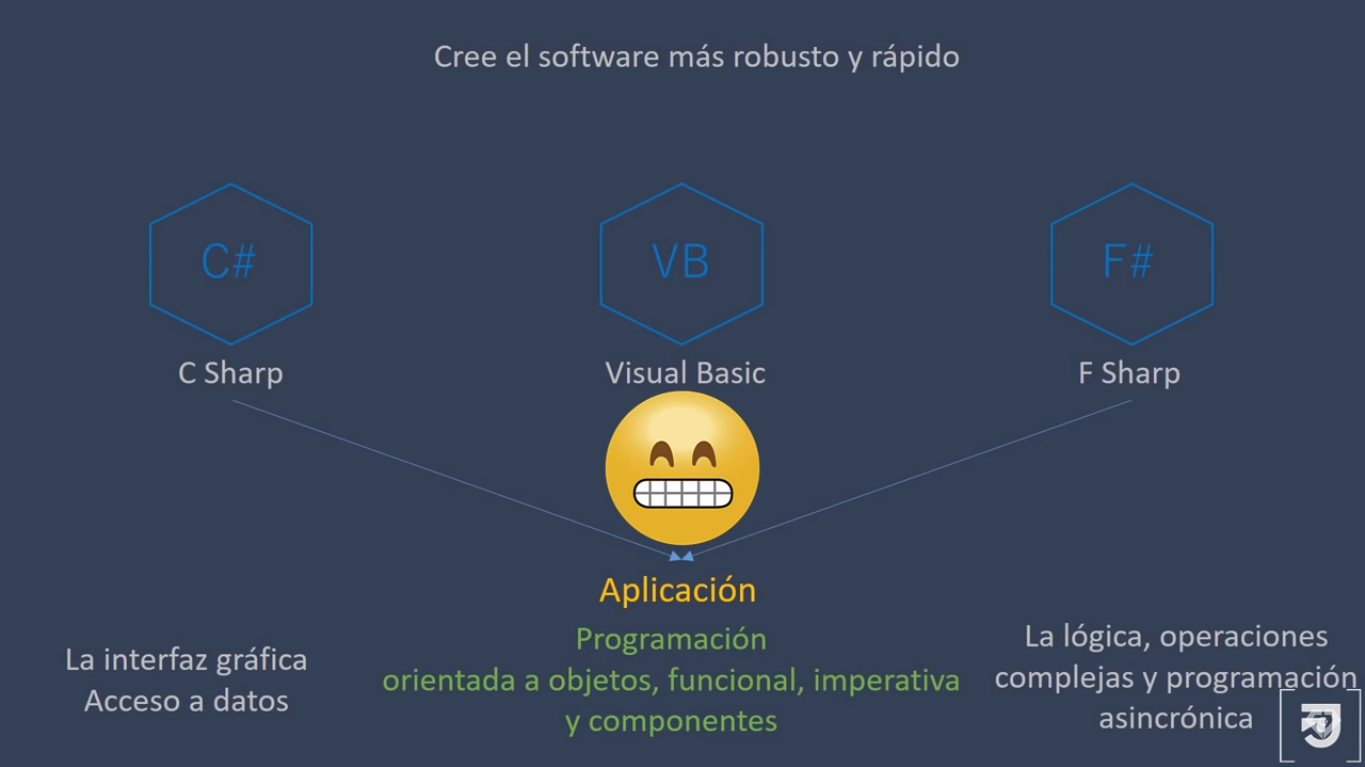 Cree el software más robusto y rápido
C#
VB
F#
C Sharp
Visual Basic
F Sharp
Aplicación
Programación
orientada a objetos, funcional, imperativa
y componentes
La interfaz gráfica
Acceso a datos
La lógica, operaciones
complejas y programación
asincrónica